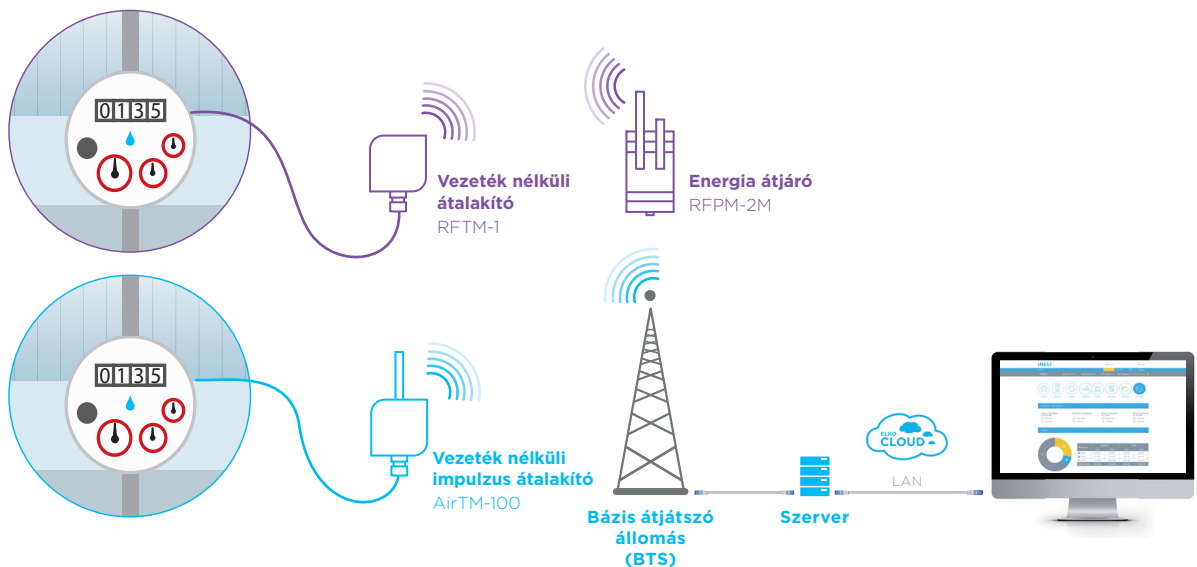 0135
Vezeték nélküli
átalakító
RFTM-1
Energia átjáró
RFPM-2M
0135
Vezeték nélküli
impulzus átalakító
AirTM-100
Bázis átjátszó
állomás
(BTS)
Szerver
ELKO
CLOUD
LAN
iNELS